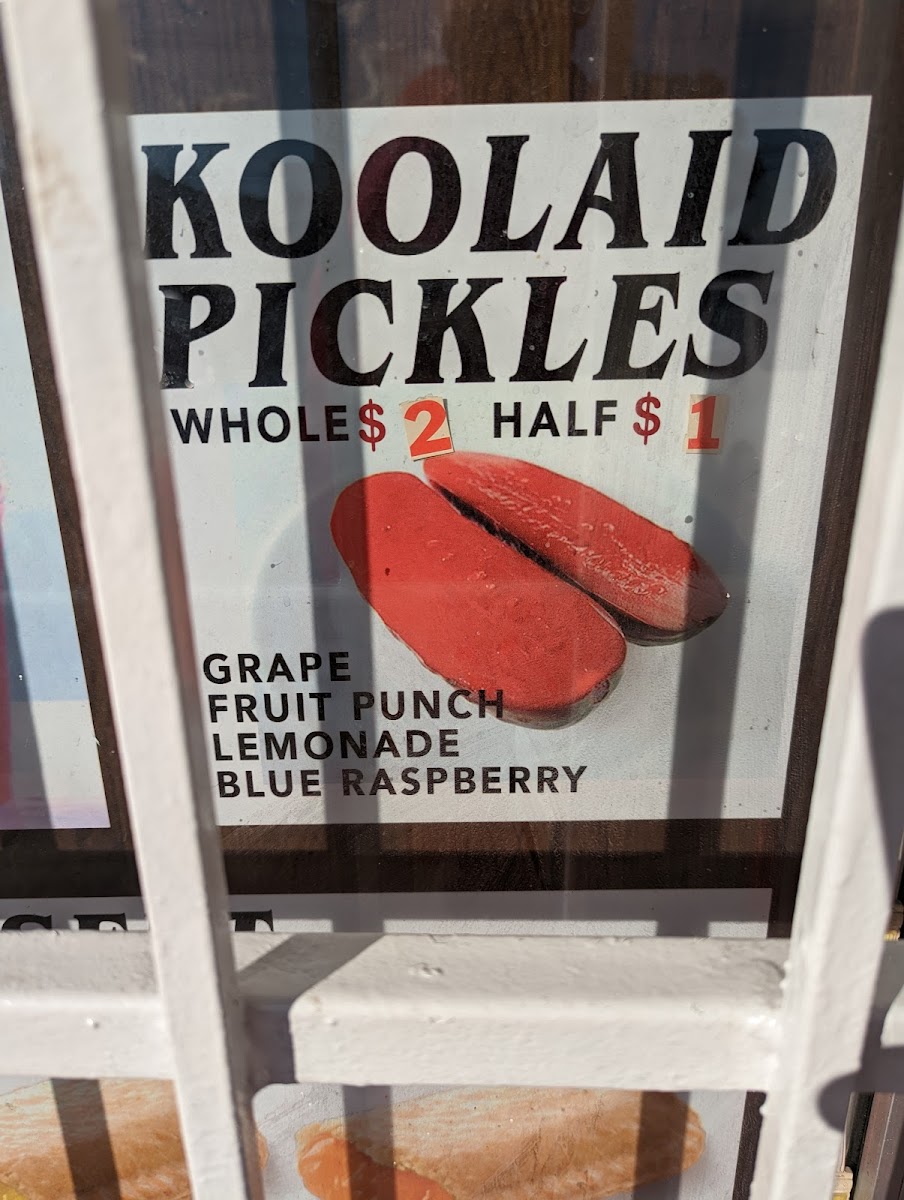 KOOLAID
PICKLES
WHOLE $ 2 HALF $ 1
GRAPE
FRUIT PUNCH
LEMONADE
BLUE RASPBERRY